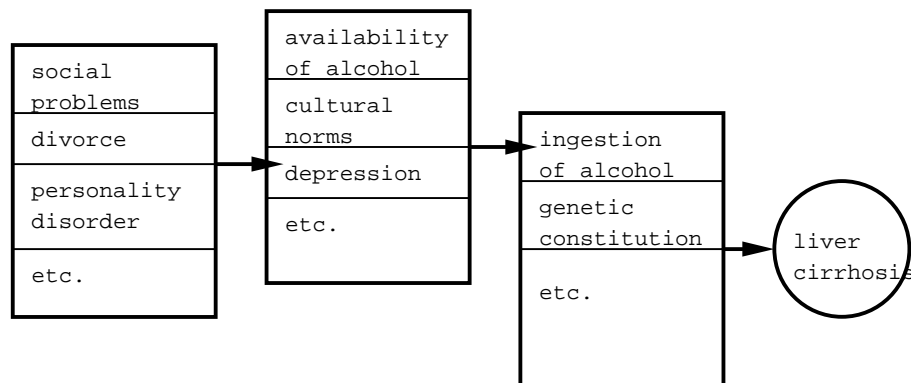 social
problems
divorce
personality
disorder
etc.
availability
of alcohol
cultural
norms
depression
etc.
ingestion
of alcohol
genetic
constitution
etc.
liver
cirrhosis